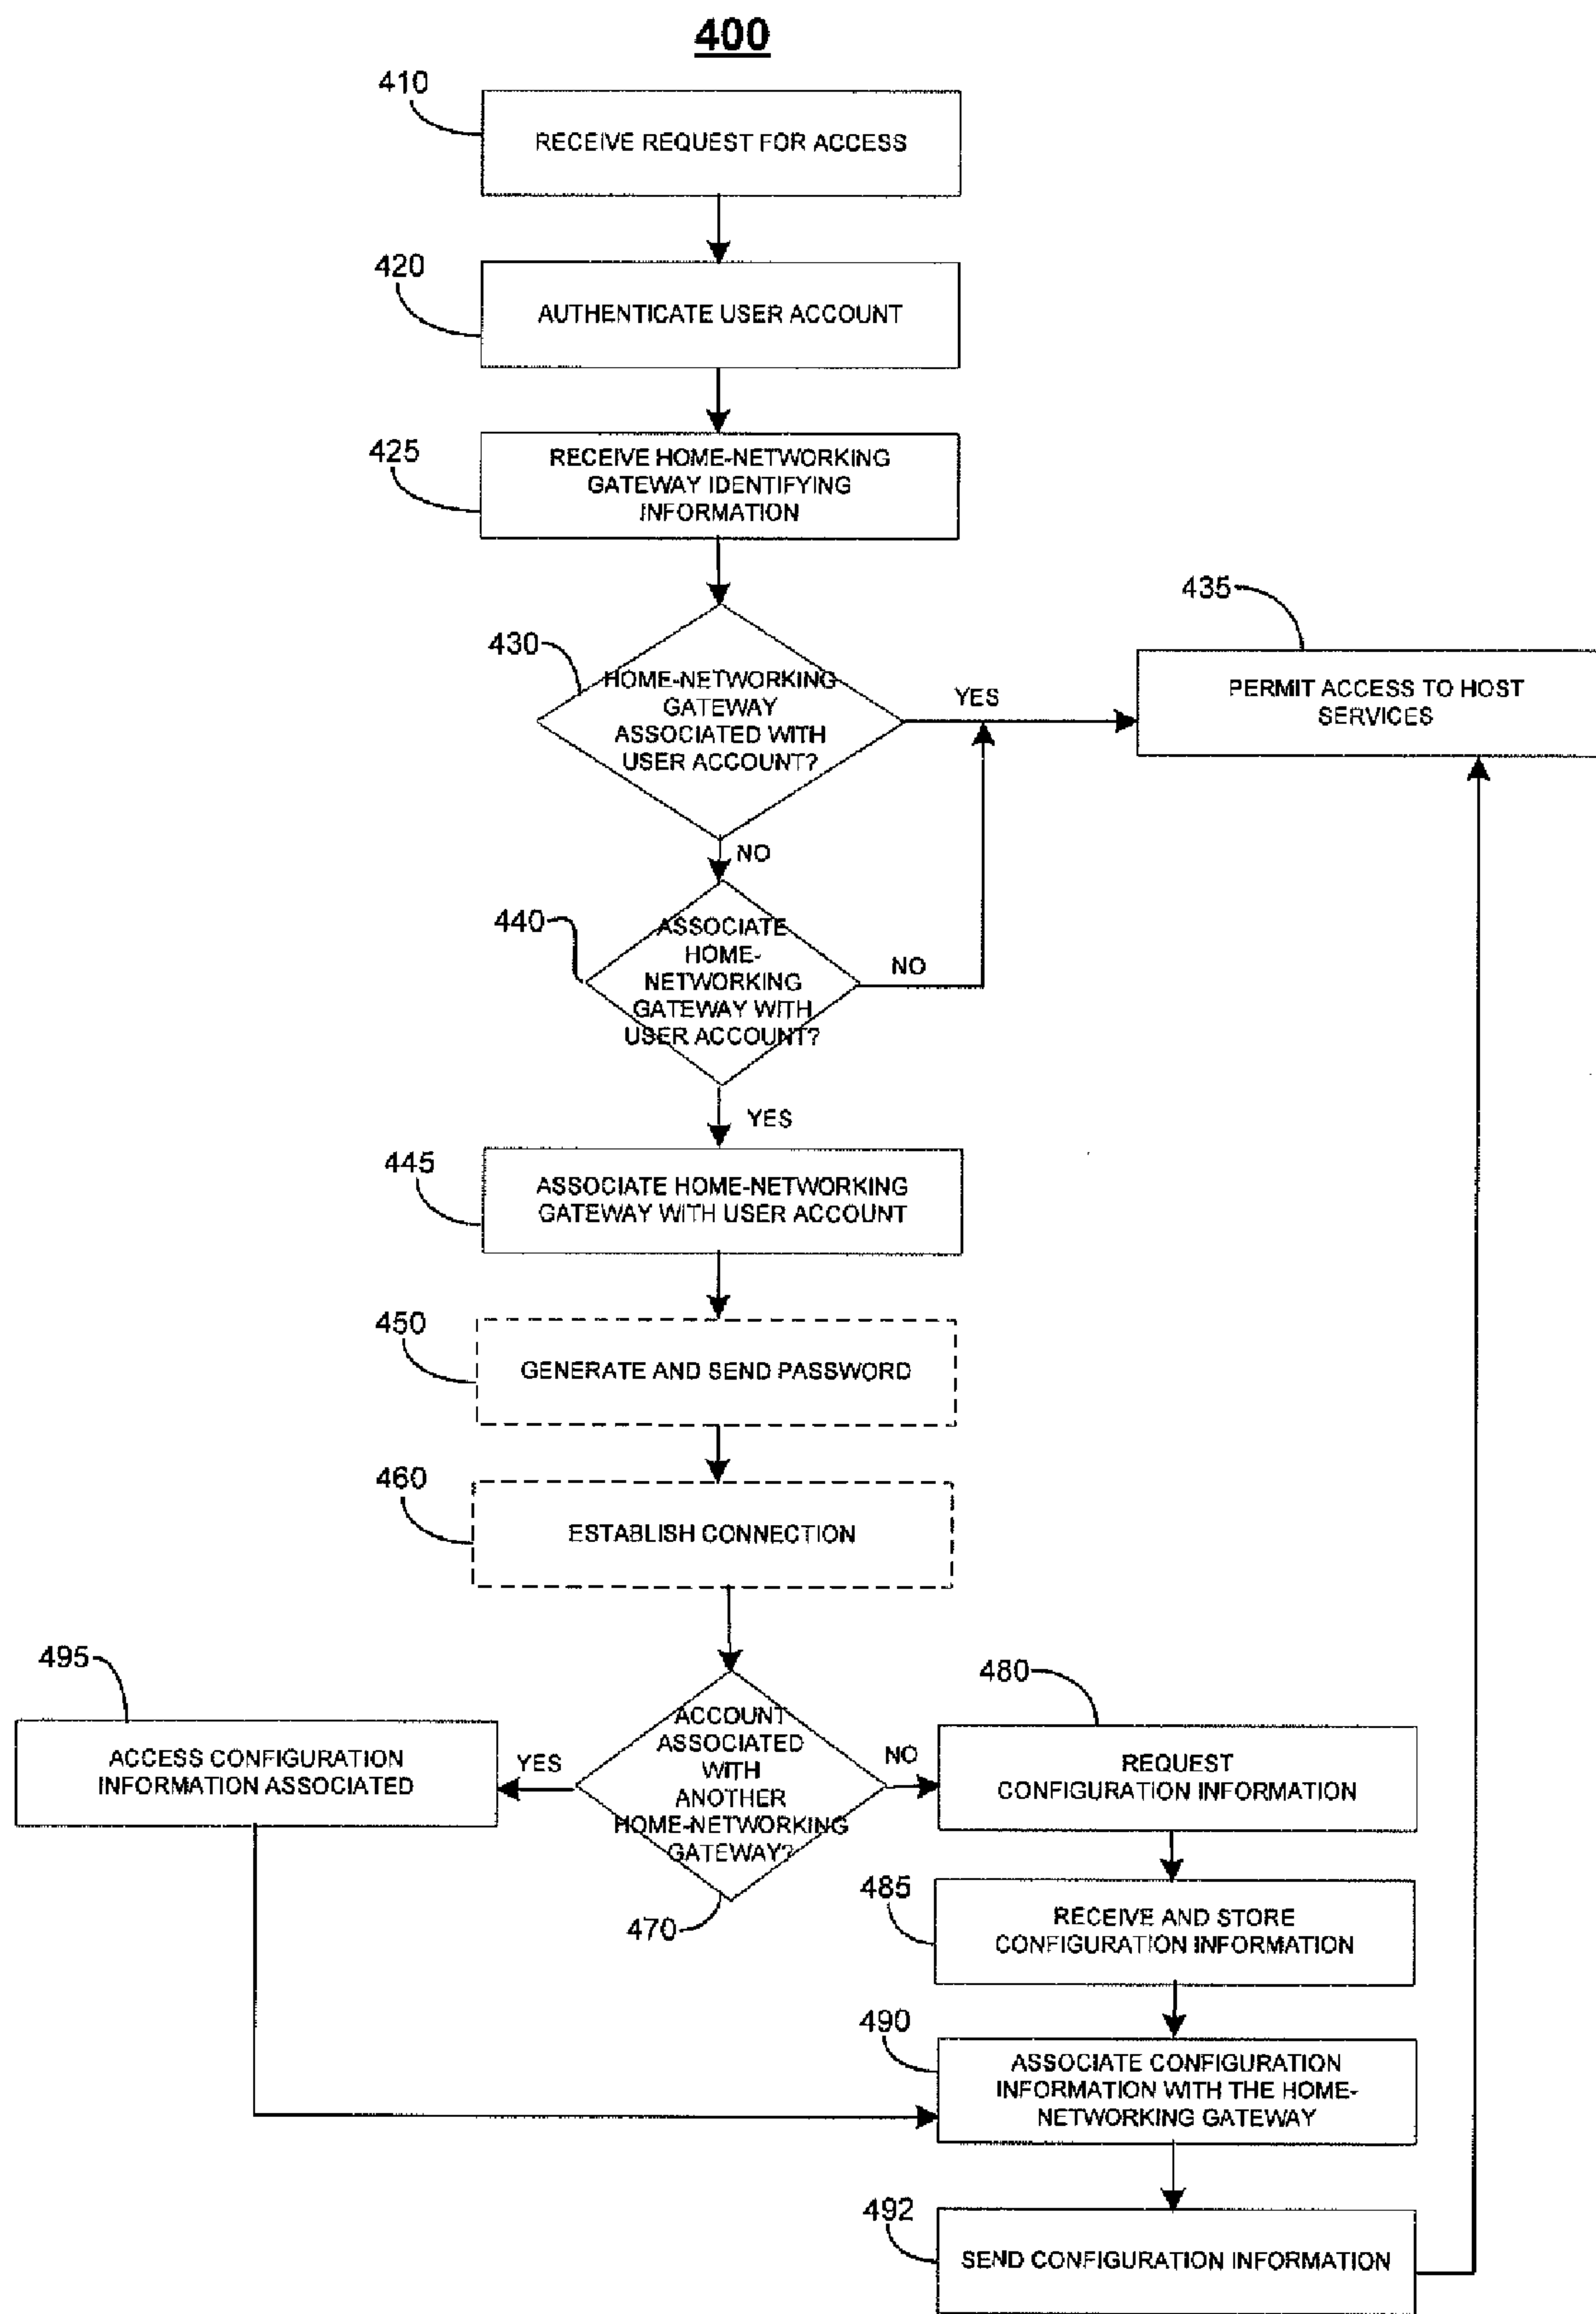 400
410
RECEIVE REQUEST FOR ACCESS
420
AUTHENTICATE USER ACCOUNT
425
RECEIVE HOME-NETWORKING
GATEWAY IDENTIFYING
INFORMATION
430
HOME-NETWORKING
GATEWAY
ASSOCIATED WITH
USER ACCOUNT?
YES
435
PERMIT ACCESS TO HOST
SERVICES
NO
440
ASSOCIATE
HOME-
NETWORKING
GATEWAY WITH
USER ACCOUNT?
NO
YES
445
ASSOCIATE HOME-NETWORKING
GATEWAY WITH USER ACCOUNT
450
GENERATE AND SEND PASSWORD
460
ESTABLISH CONNECTION
495
ACCESS CONFIGURATION
INFORMATION ASSOCIATED
YES
ACCOUNT
ASSOCIATED
WITH
ANOTHER
HOME-NETWORKING
GATEWAY?
470
NO
480
REQUEST
CONFIGURATION INFORMATION
485
RECEIVE AND STORE
CONFIGURATION INFORMATION
490
ASSOCIATE CONFIGURATION
INFORMATION WITH THE HOME-
NETWORKING GATEWAY
492
SEND CONFIGURATION INFORMATION